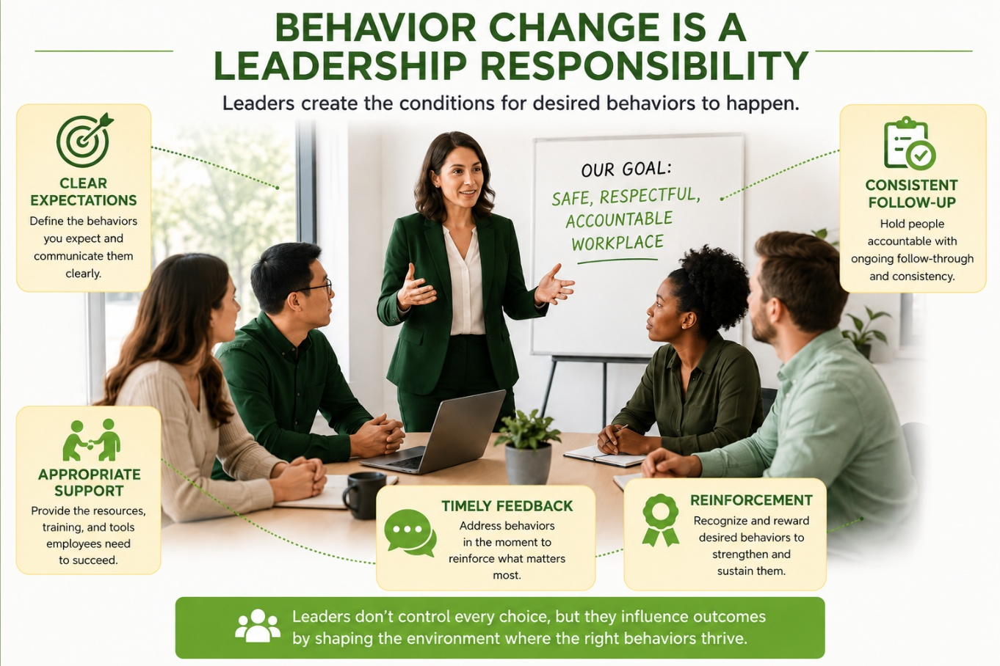 BEHAVIOR CHANGE IS A
LEADERSHIP RESPONSIBILITY
Leaders create the conditions for desired behaviors to happen.
CLEAR
EXPECTATIONS
Define the behaviors
you expect and
communicate them
clearly.
OUR GOAL:
SAFE, RESPECTFUL,
ACCOUNTABLE
WORKPLACE
CONSISTENT
FOLLOW-UP
Hold people
accountable with
ongoing follow-through
and consistency.
APPROPRIATE
SUPPORT
Provide the resources,
training, and tools
employees need
to succeed.
TIMELY FEEDBACK
Address behaviors
in the moment to
reinforce what matters
most.
REINFORCEMENT
Recognize and reward
desired behaviors to
strengthen and
sustain them.
Leaders don't control every choice, but they influence outcomes
by shaping the environment where the right behaviors thrive.